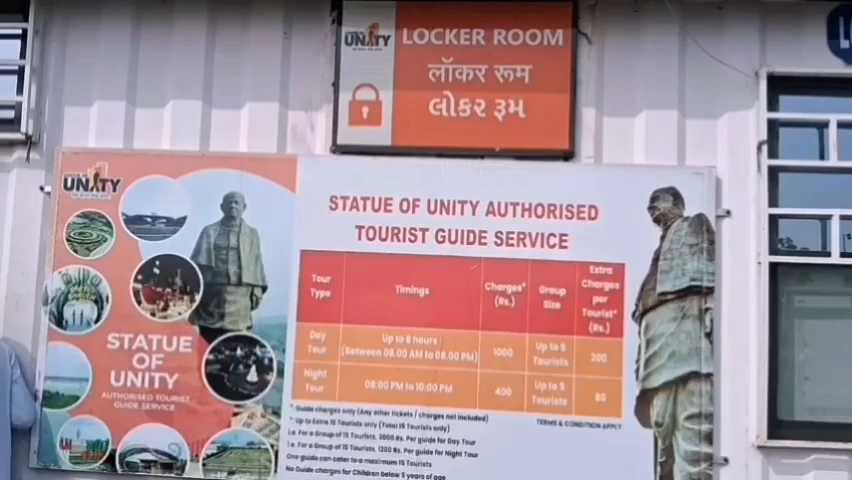 UNITY
LOCKER ROOM
लॉकर रूम
લોકર રૂમ
UNITY
STATUE
OF
UNITY
AUTHORISED TOURIST
GUIDE SERVICE
STATUE OF UNITY AUTHORISED
TOURIST GUIDE SERVICE
Tour Type | Timings | Charges* (Rs.) | Group Size | Extra Charges per Tourist* (Rs.)
Day Tour | Up to 8 hours (Between 08.00 AM to 06.00 PM) | 1000 | Up to 5 Tourists | 200
Night Tour | 06:00 PM to 10:00 PM | 400 | Up to 5 Tourists | 80
* Guide charges only (Any other tickets / charges not included)
TERMS & CONDITION APPLY
* Up to Extra 10 Tourists only (Total 15 Tourists only)
i.e. For a Group of 15 Tourists, 3000 Rs. Per guide for Day Tour
i.e. For a Group of 15 Tourists, 1200 Rs. Per guide for Night Tour
One guide can cater to a maximum 15 Tourists
No Guide charges for Children below 5 years of age